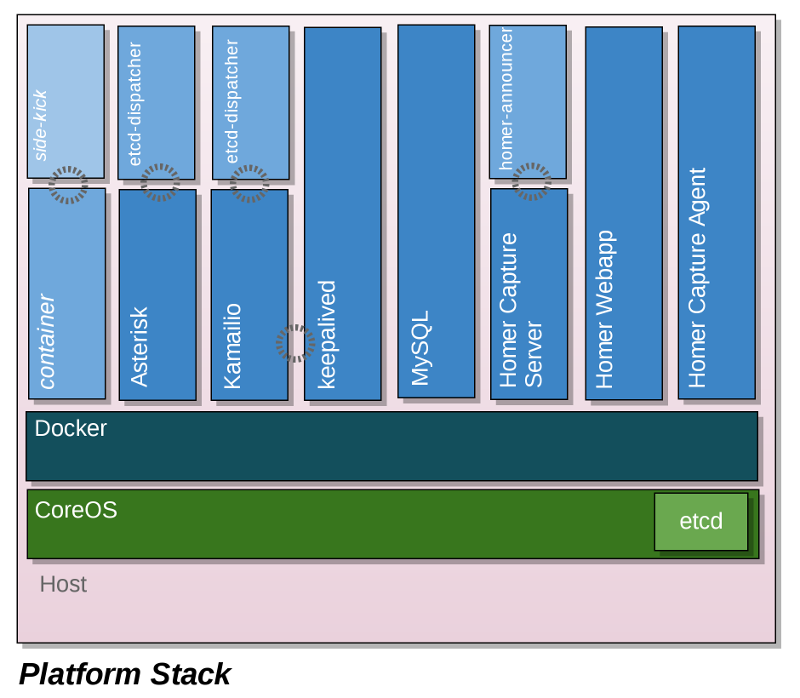 side-kick
etcd-dispatcher
etcd-dispatcher
homer-announcer
container
Asterisk
Kamailio
keepalived
MySQL
Homer Capture
Server
Homer Webapp
Homer Capture Agent
Docker
CoreOS
etcd
Host
Platform Stack